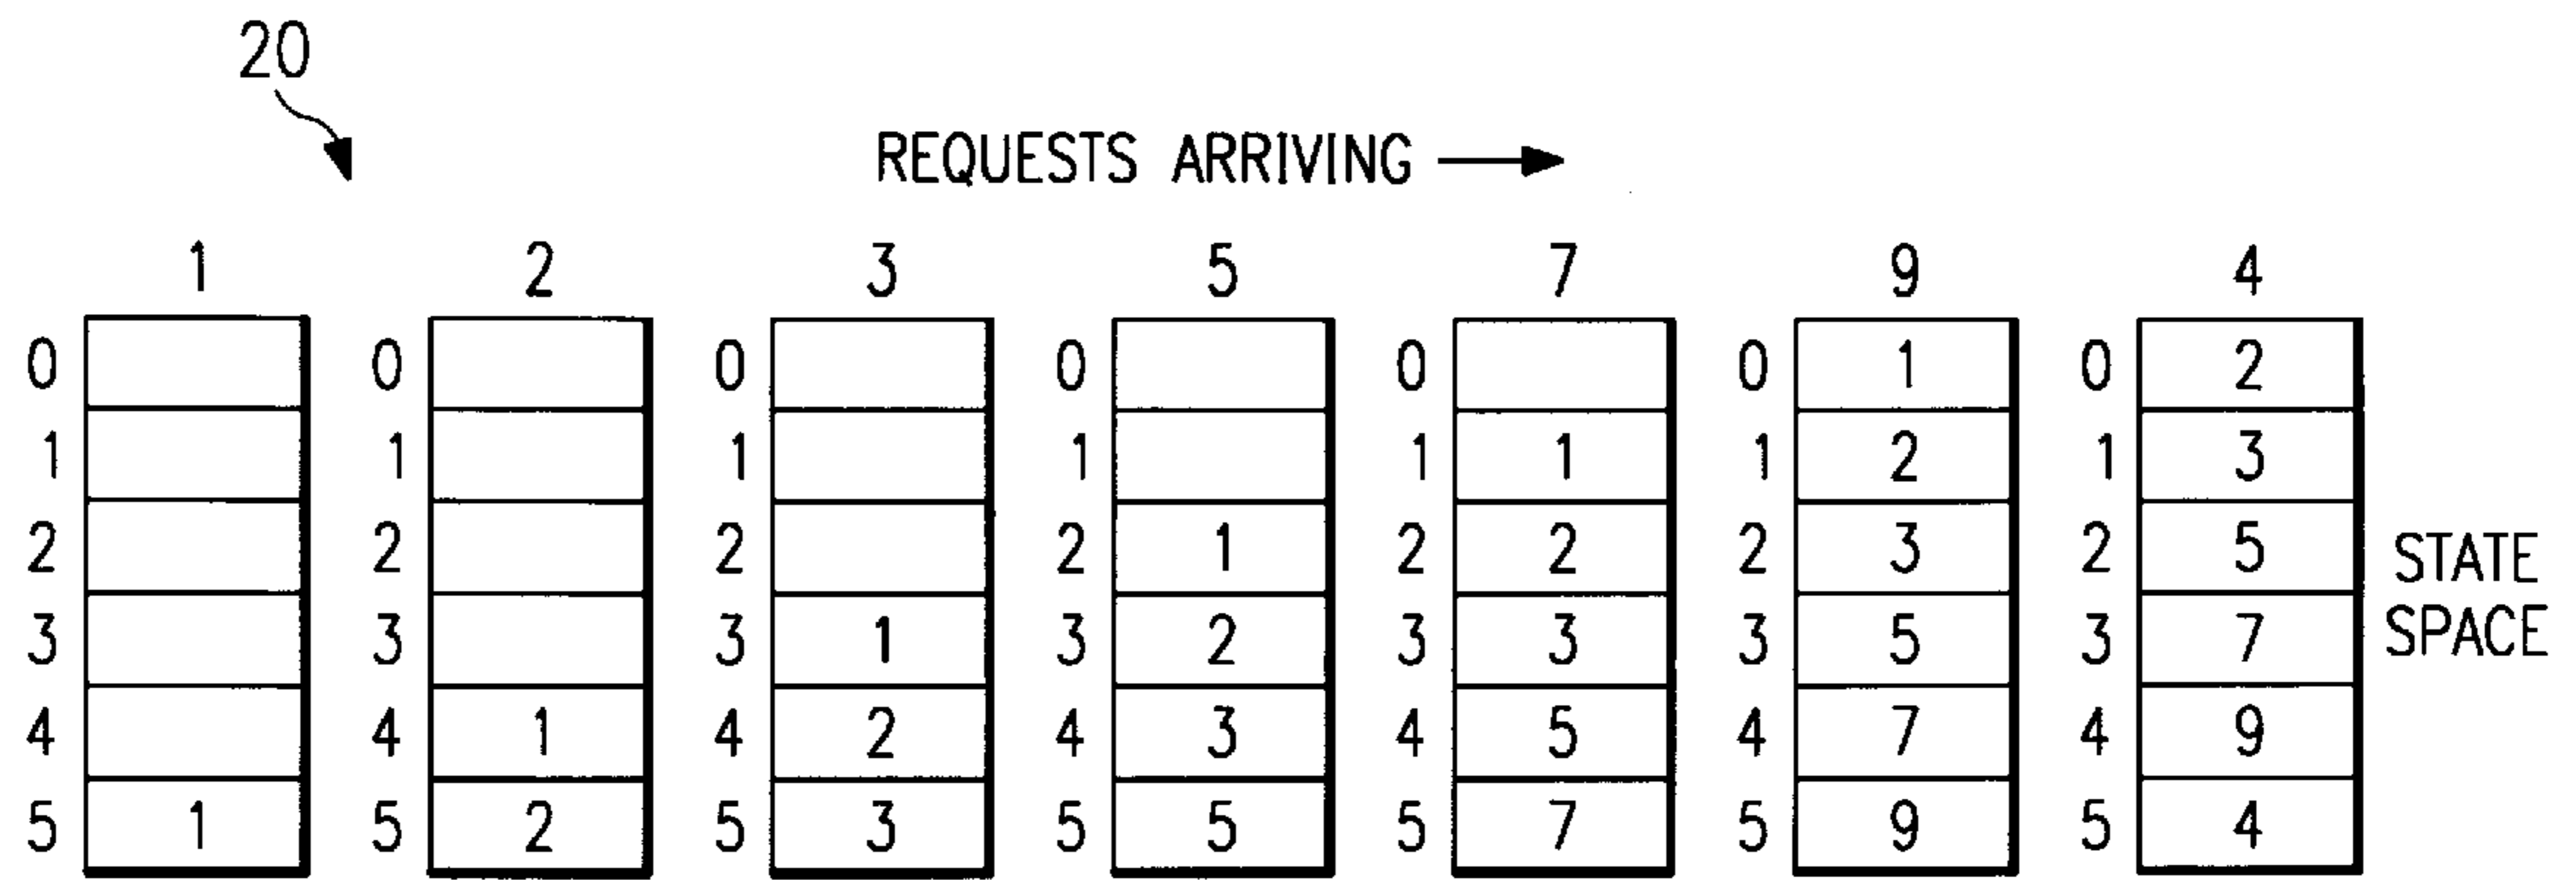 20
REQUESTS ARRIVING
1 2 3 5 7 9 4
0 0 0 0 0 0 1 0 2
1 1 1 1 1 1 1 2 1 3
2 2 2 2 1 2 2 2 3 2 5
3 3 3 1 3 2 3 3 3 5 3 7
4 4 1 4 2 4 3 4 5 4 7 4 9
5 1 5 2 5 3 5 5 5 7 5 9 5 4
STATE
SPACE